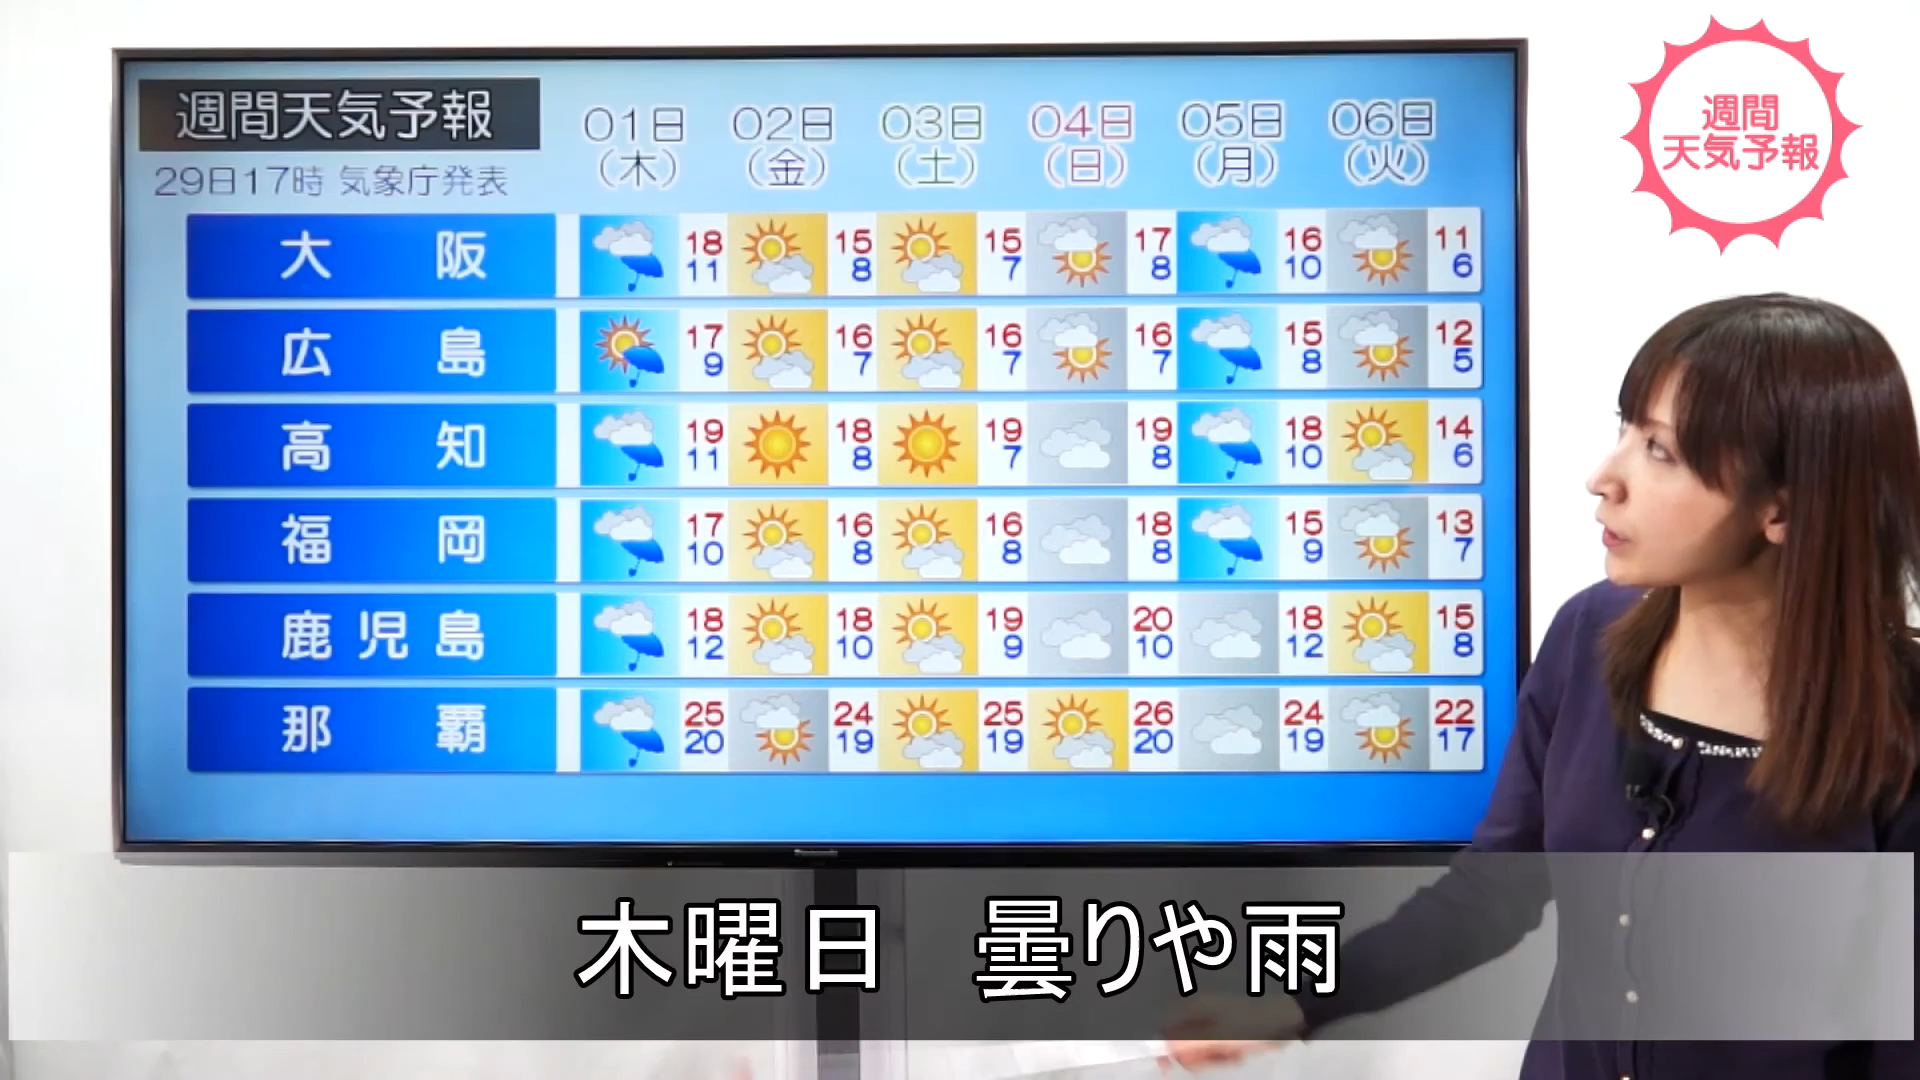 週間天気予報
29日17時 気象庁発表
01日 02日 03日 04日 05日 06日
(木) (金) (土) (日) (月) (火)
大阪 18 11 15 8 15 7 17 8 16 10 11 6
広島 17 9 16 7 16 7 16 7 15 8 12 5
高知 19 11 18 8 19 7 19 8 18 10 14 6
福岡 17 10 16 8 16 8 18 8 15 9 13 7
鹿児島 18 12 18 10 19 9 20 10 18 12 15 8
那覇 25 20 24 19 25 19 26 20 24 19 22 17
Panasonic
週間
天気予報
木曜日 曇りや雨